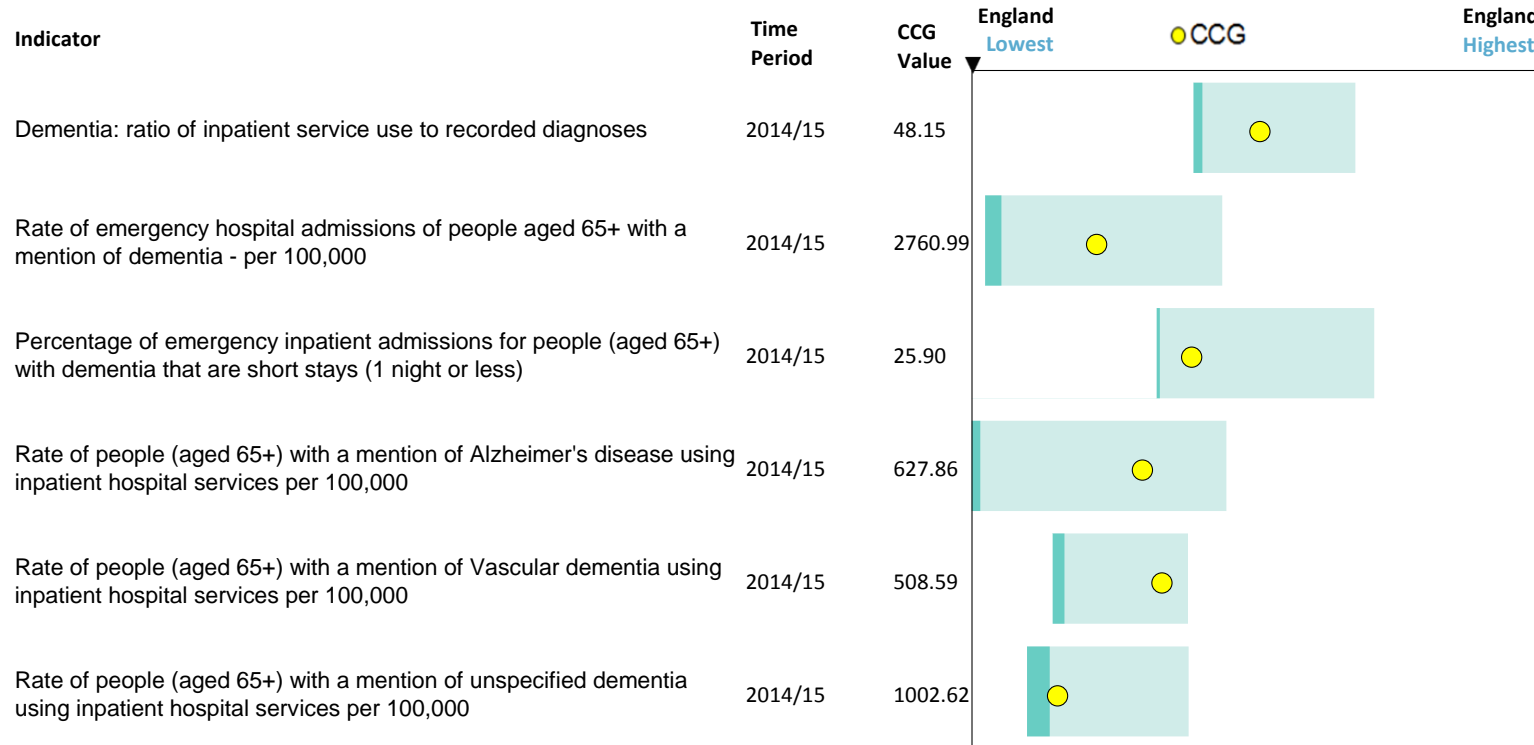 Indicator
Time Period
CCG Value
England Lowest
CCG
England Highest
Dementia: ratio of inpatient service use to recorded diagnoses
2014/15
48.15
Rate of emergency hospital admissions of people aged 65+ with a
mention of dementia - per 100,000
2014/15
2760.99
Percentage of emergency inpatient admissions for people (aged 65+)
with dementia that are short stays (1 night or less)
2014/15
25.90
Rate of people (aged 65+) with a mention of Alzheimer's disease using
inpatient hospital services per 100,000
2014/15
627.86
Rate of people (aged 65+) with a mention of Vascular dementia using
inpatient hospital services per 100,000
2014/15
508.59
Rate of people (aged 65+) with a mention of unspecified dementia
using inpatient hospital services per 100,000
2014/15
1002.62